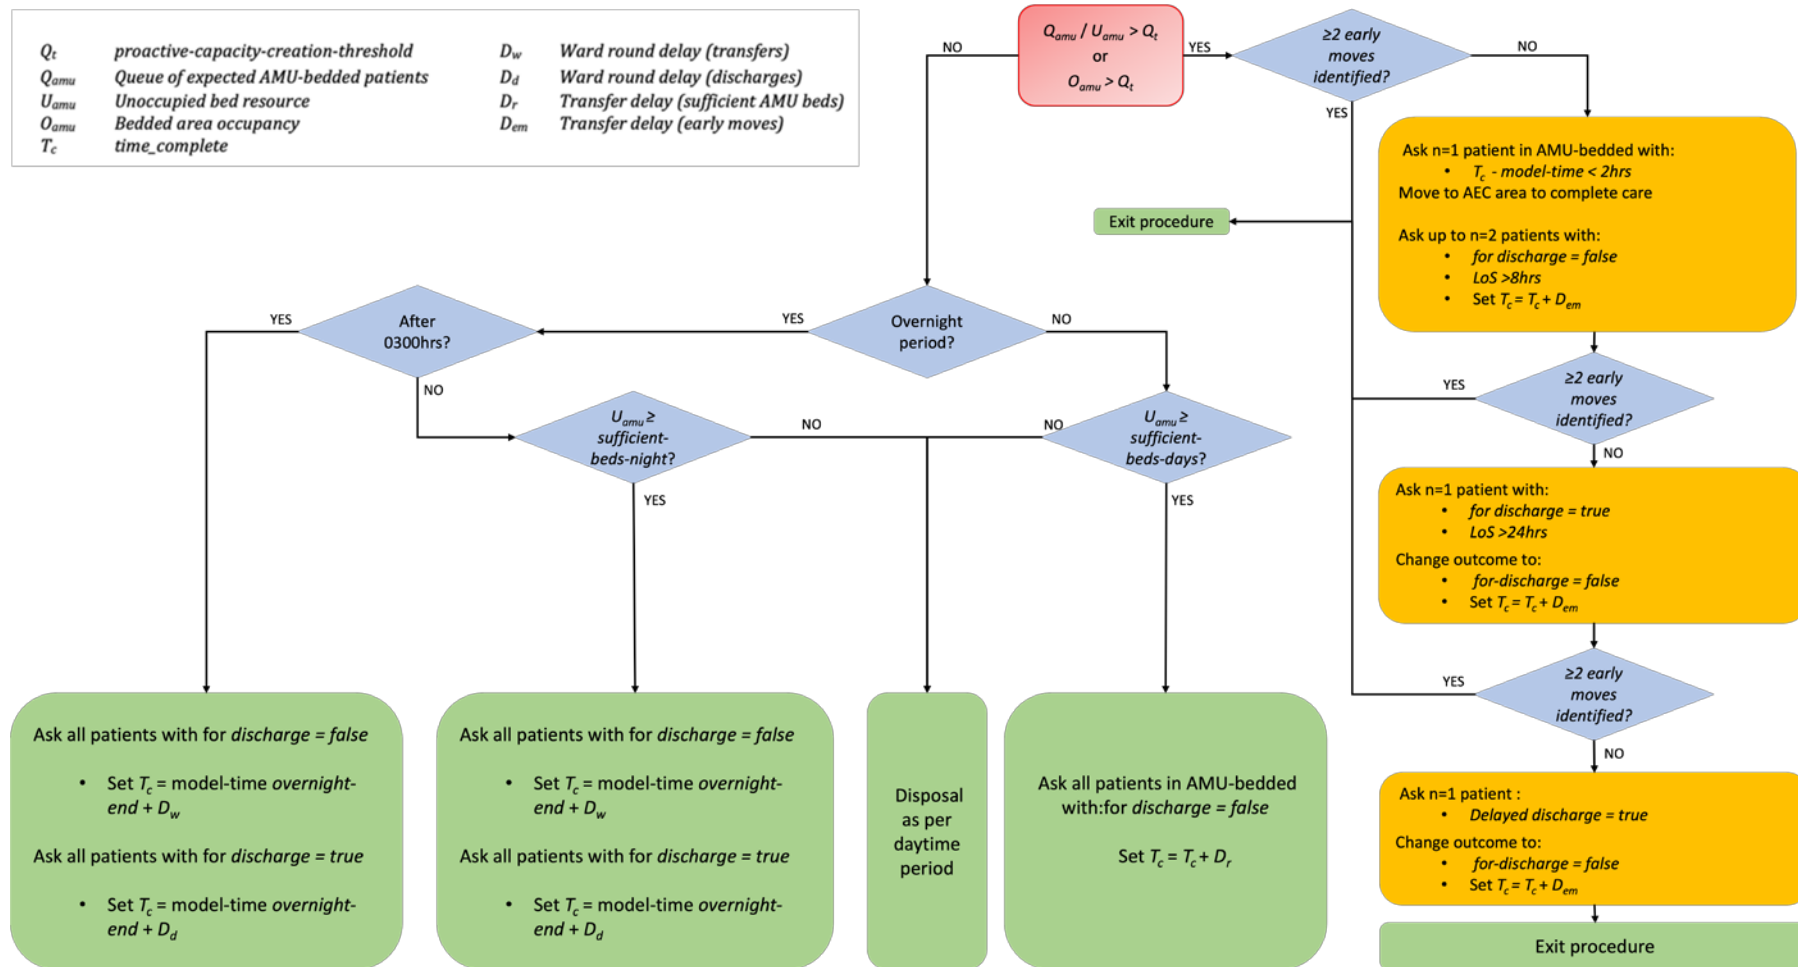 Qt proactive-capacity-creation-threshold
Qamu Queue of expected AMU-bedded patients
Uamu Unoccupied bed resource
Oamu Bedded area occupancy
Tc time_complete
Dw Ward round delay (transfers)
Dd Ward round delay (discharges)
Dr Transfer delay (sufficient AMU beds)
Dem Transfer delay (early moves)
NO
Qamu / Uamu > Qt
or
Oamu > Qt
YES
≥2 early
moves
identified?
NO
YES
Ask n=1 patient in AMU-bedded with:
• Tc - model-time < 2hrs
Move to AEC area to complete care
Ask up to n=2 patients with:
• for discharge = false
• LoS >8hrs
• Set Tc = Tc + Dem
Exit procedure
YES
After
0300hrs?
YES
Overnight
period?
NO
NO
Uamu ≥
sufficient-
beds-night?
NO
YES
NO
Uamu ≥
sufficient-
beds-days?
YES
YES
≥2 early
moves
identified?
NO
Ask n=1 patient with:
• for discharge = true
• LoS >24hrs
Change outcome to:
• for-discharge = false
• Set Tc = Tc + Dem
YES
≥2 early
moves
identified?
NO
Ask n=1 patient :
• Delayed discharge = true
Change outcome to:
• for-discharge = false
• Set Tc = Tc + Dem
Exit procedure
Ask all patients with for discharge = false
• Set Tc = model-time overnight-
end + Dw
Ask all patients with for discharge = true
• Set Tc = model-time overnight-
end + Dd
Ask all patients with for discharge = false
• Set Tc = model-time overnight-
end + Dw
Ask all patients with for discharge = true
• Set Tc = model-time overnight-
end + Dd
Disposal
as per
daytime
period
Ask all patients in AMU-bedded
with:for discharge = false
Set Tc = Tc + Dr